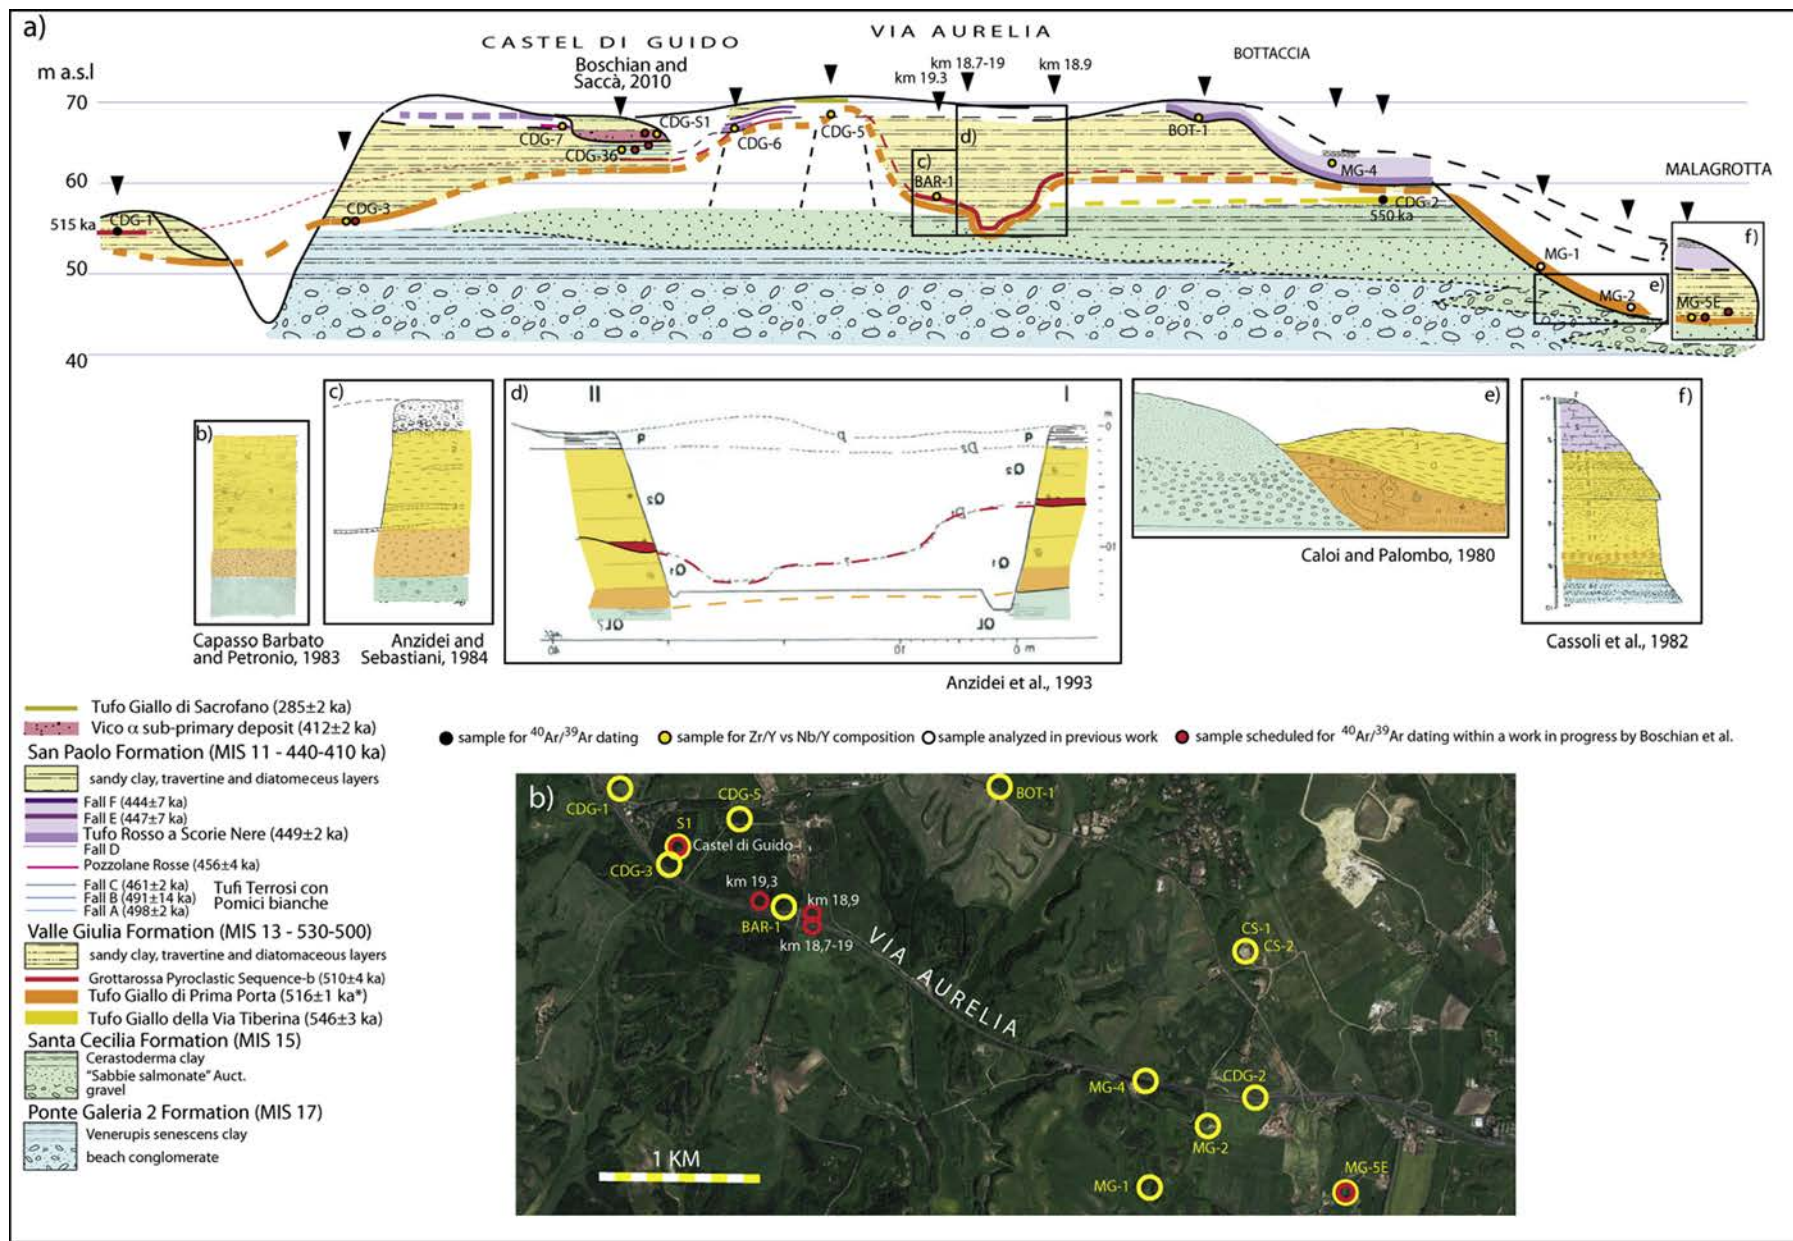 a)
CASTEL DI GUIDO
VIA AURELIA
BOTTACCIA
MALAGROTTA
m a.s.l
Boschian and
Saccà, 2010
km 19.3
km 18.7-19
km 18.9
70
60
50
40
515 ka
CDG-1
CDG-3
CDG-7
CDG-36
CDG-S1
CDG-6
CDG-5
c)
BAR-1
d)
BOT-1
MG-4
CDG-2
550 ka
MG-1
MG-2
e)
?
f)
MG-5E
b)
Capasso Barbato
and Petronio, 1983
c)
Anzidei and
Sebastiani, 1984
d)
II
I
Anzidei et al., 1993
e)
Caloi and Palombo, 1980
f)
Cassoli et al., 1982
Tufo Giallo di Sacrofano (285±2 ka)
Vico α sub-primary deposit (412±2 ka)
San Paolo Formation (MIS 11 - 440-410 ka)
sandy clay, travertine and diatomeceus layers
Fall F (444±7 ka)
Fall E (447±7 ka)
Tufo Rosso a Scorie Nere (449±2 ka)
Fall D
Pozzolane Rosse (456±4 ka)
Fall C (461±2 ka)
Fall B (491±14 ka)
Fall A (498±2 ka)
Tufi Terrosi con
Pomici bianche
Valle Giulia Formation (MIS 13 - 530-500)
sandy clay, travertine and diatomaceous layers
Grottarossa Pyroclastic Sequence-b (510±4 ka)
Tufo Giallo di Prima Porta (516±1 ka*)
Tufo Giallo della Via Tiberina (546±3 ka)
Santa Cecilia Formation (MIS 15)
Cerastoderma clay
"Sabbie salmonate" Auct.
gravel
Ponte Galeria 2 Formation (MIS 17)
Venerupis senescens clay
beach conglomerate
sample for 40Ar/39Ar dating
sample for Zr/Y vs Nb/Y composition
sample analyzed in previous work
sample scheduled for 40Ar/39Ar dating within a work in progress by Boschian et al.
b)
CDG-1
CDG-5
BOT-1
S1
Castel di Guido
CDG-3
km 19,3
km 18,9
BAR-1
km 18,7-19
VIA AURELIA
CS-1
CS-2
MG-4
CDG-2
MG-2
MG-1
MG-5E
1 KM